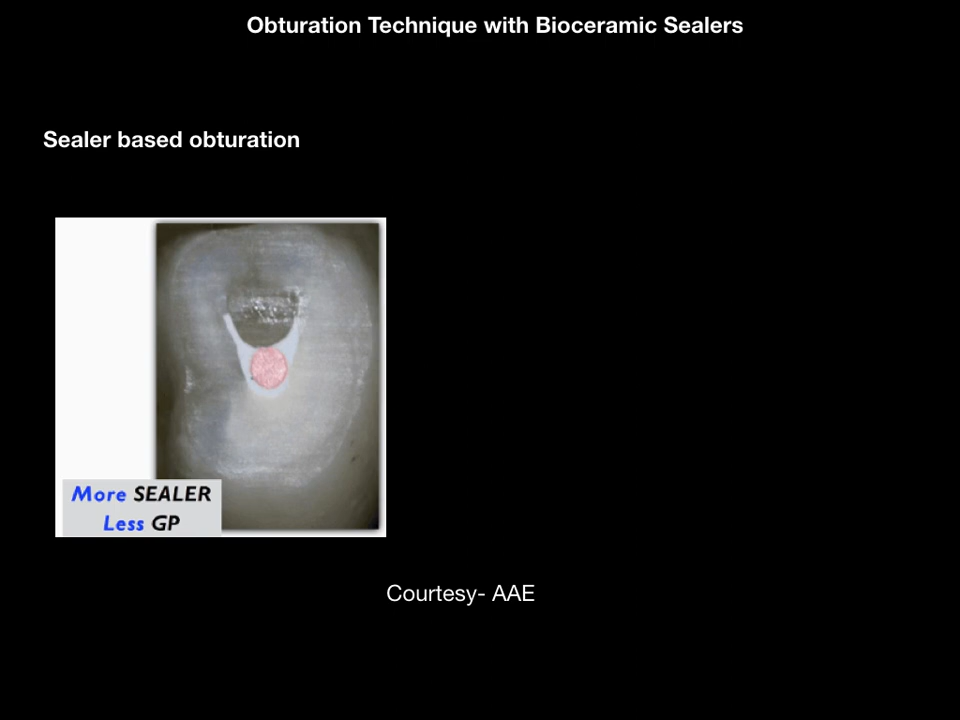 Obturation Technique with Bioceramic Sealers
Sealer based obturation
More SEALER
Less GP
Courtesy- AAE